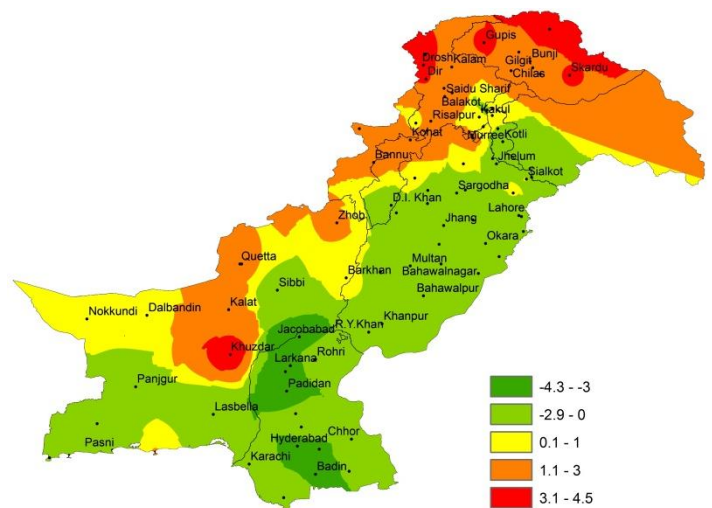 Gupis
Drosh
Kalam
Gilgi
Bunji
Dir
Chilas
Skardu
Saidu Sharif
Balakot
Kakul
Risalpur
Kohat
Murree
Kotli
Bannu
Jhelum
Sialkot
D.I. Khan
Sargodha
Zhob
Jhang
Lahore
Okara
Quetta
Multan
Barkhan
Bahawalnagar
Sibbi
Bahawalpur
Nokkundi
Dalbandin
Kalat
Jacobabad
R.Y.Khan
Khanpur
Khuzdar
Larkana
Rohri
Panjgur
Padidan
Lasbella
Pasni
Hyderabad
Chhor
Karachi
Badin
-4.3 - -3
-2.9 - 0
0.1 - 1
1.1 - 3
3.1 - 4.5